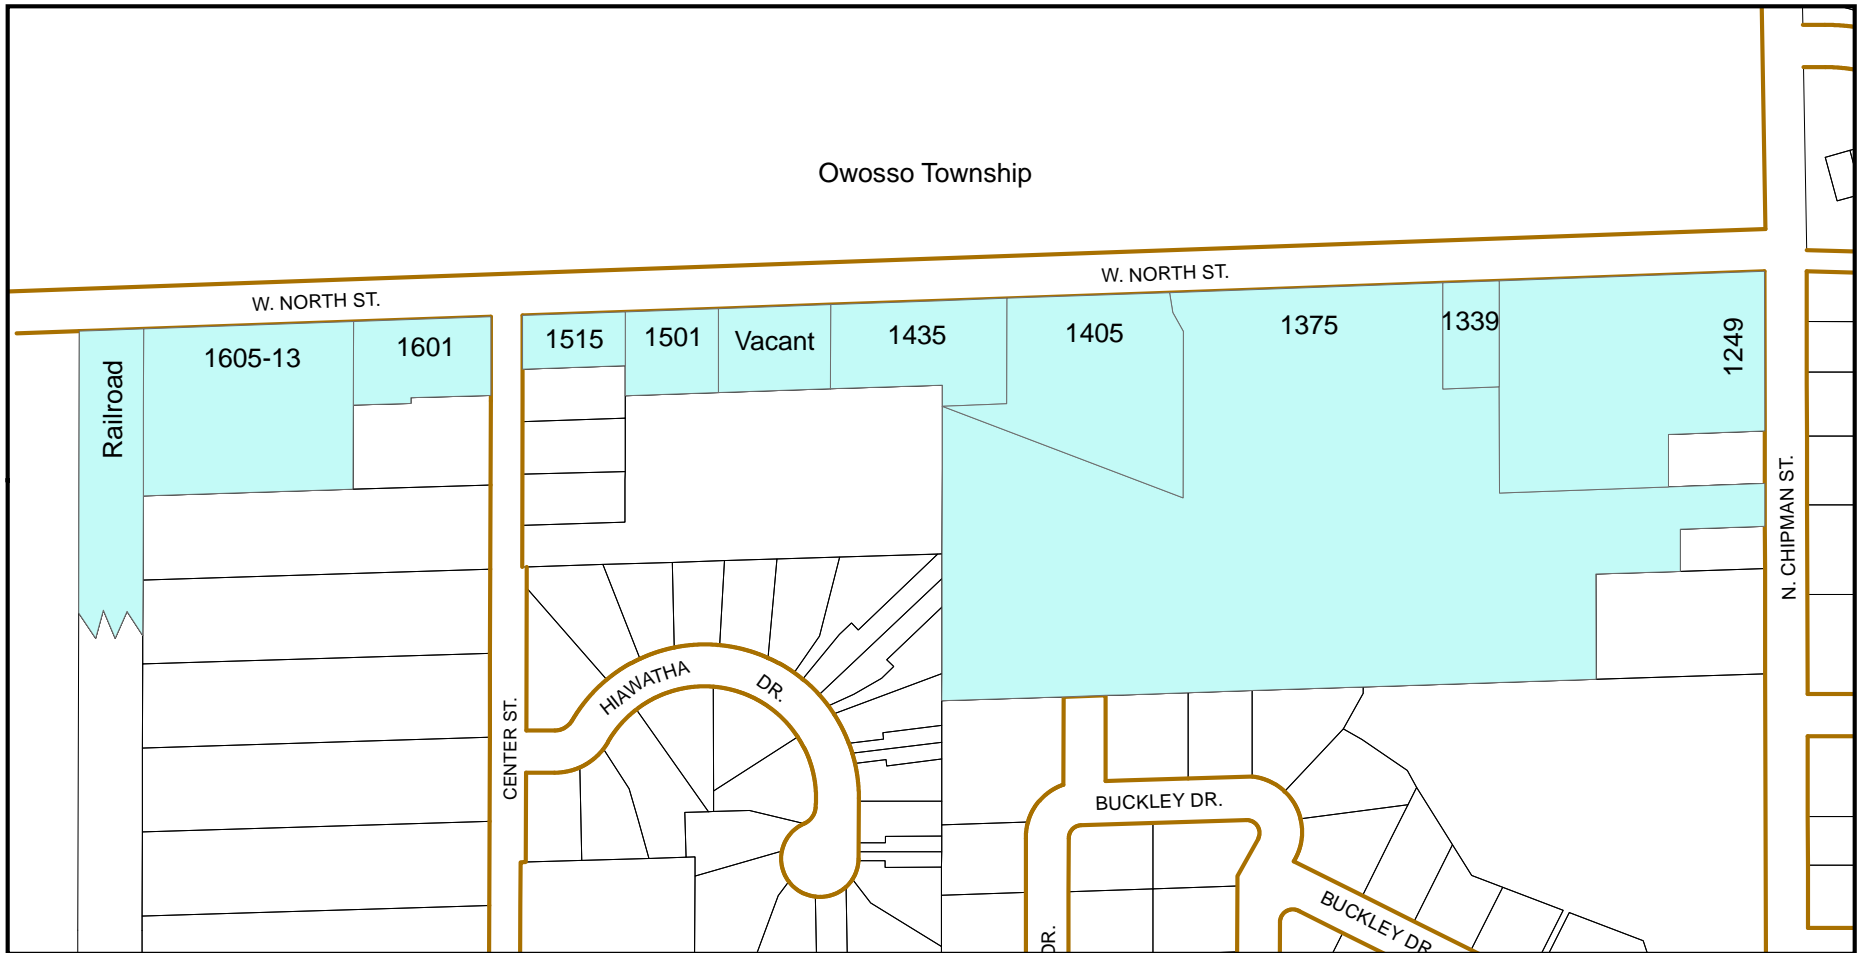 Owosso Township
W. NORTH ST.
W. NORTH ST.
Railroad
1605-13
1601
1515
1501
Vacant
1435
1405
1375
1339
1249
N. CHIPMAN ST.
CENTER ST.
HIAWATHA DR.
BUCKLEY DR.
BUCKLEY DR.
DR.